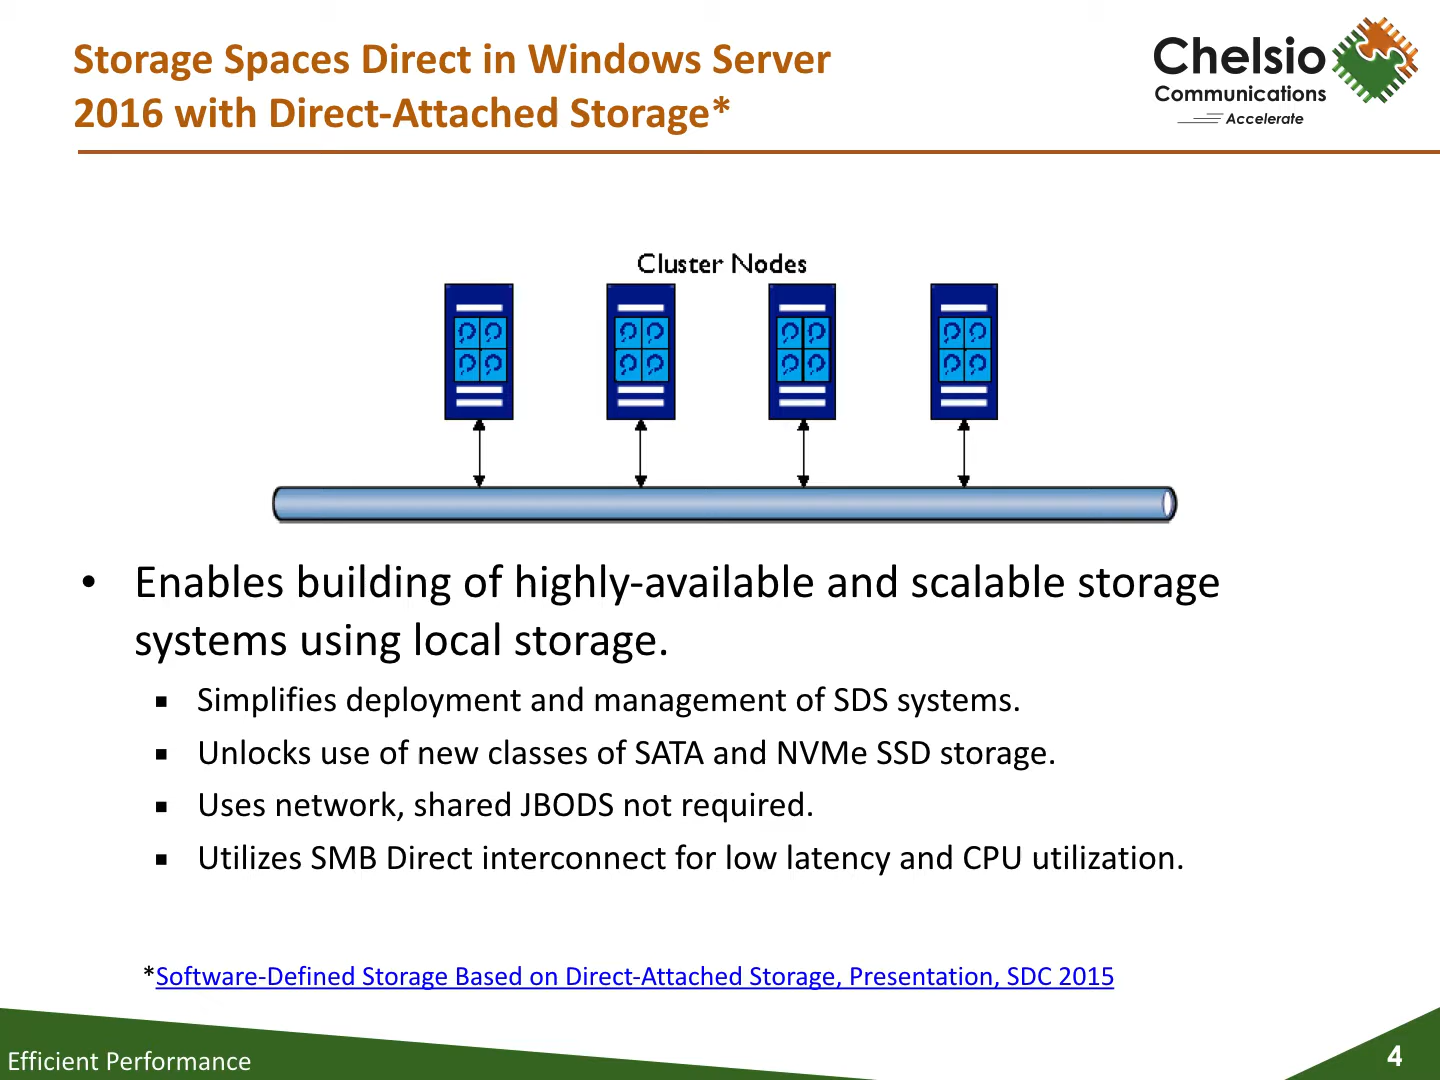 Storage Spaces Direct in Windows Server
2016 with Direct-Attached Storage*
Chelsio
Communications
Accelerate
Cluster Nodes
• Enables building of highly-available and scalable storage
systems using local storage.
▪ Simplifies deployment and management of SDS systems.
▪ Unlocks use of new classes of SATA and NVMe SSD storage.
▪ Uses network, shared JBODS not required.
▪ Utilizes SMB Direct interconnect for low latency and CPU utilization.
*Software-Defined Storage Based on Direct-Attached Storage, Presentation, SDC 2015
Efficient Performance
4